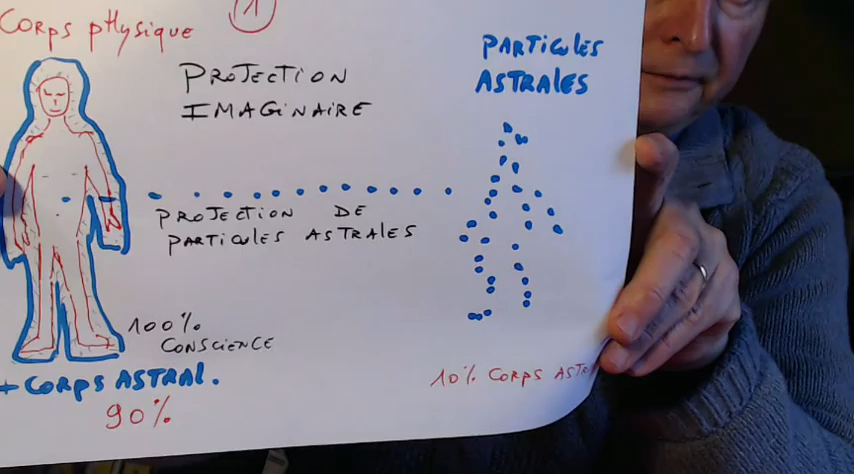 1
Corps physique
PROJECTION
IMAGINAIRE
PARTICULES
ASTRALES
PROJECTION DE
PARTICULES ASTRALES
100%
CONSCIENCE
+ CORPS ASTRAL.
90%
10% CORPS ASTR